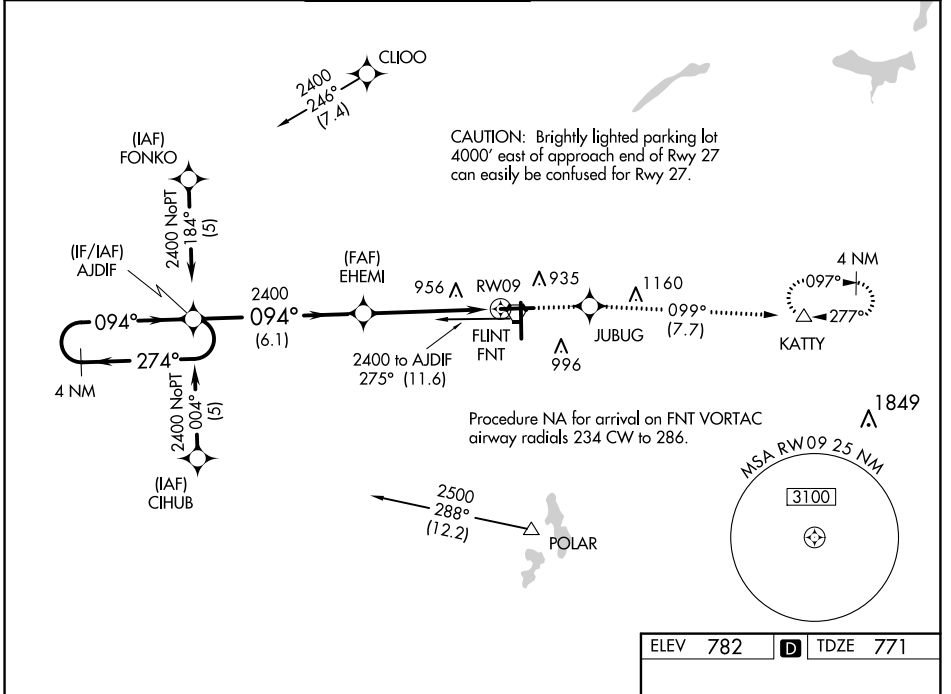 CLIOO
2400
246°
(7.4)
CAUTION: Brightly lighted parking lot
4000' east of approach end of Rwy 27
can easily be confused for Rwy 27.
(IAF)
FONKO
2400 NoPT
184°
(5)
(IF/IAF)
AJDIF
(FAF)
EHEMI
956
RW09
935
1160
4 NM
097°
277°
KATTY
094°
2400
094°
(6.1)
099°
(7.7)
JUBUG
FLINT
FNT
996
2400 to AJDIF
275° (11.6)
274°
4 NM
2400 NoPT
004°
(5)
(IAF)
CIHUB
Procedure NA for arrival on FNT VORTAC
airway radials 234 CW to 286.
1849
MSA RW09 25 NM
3100
2500
288°
(12.2)
POLAR
ELEV 782 D TDZE 771